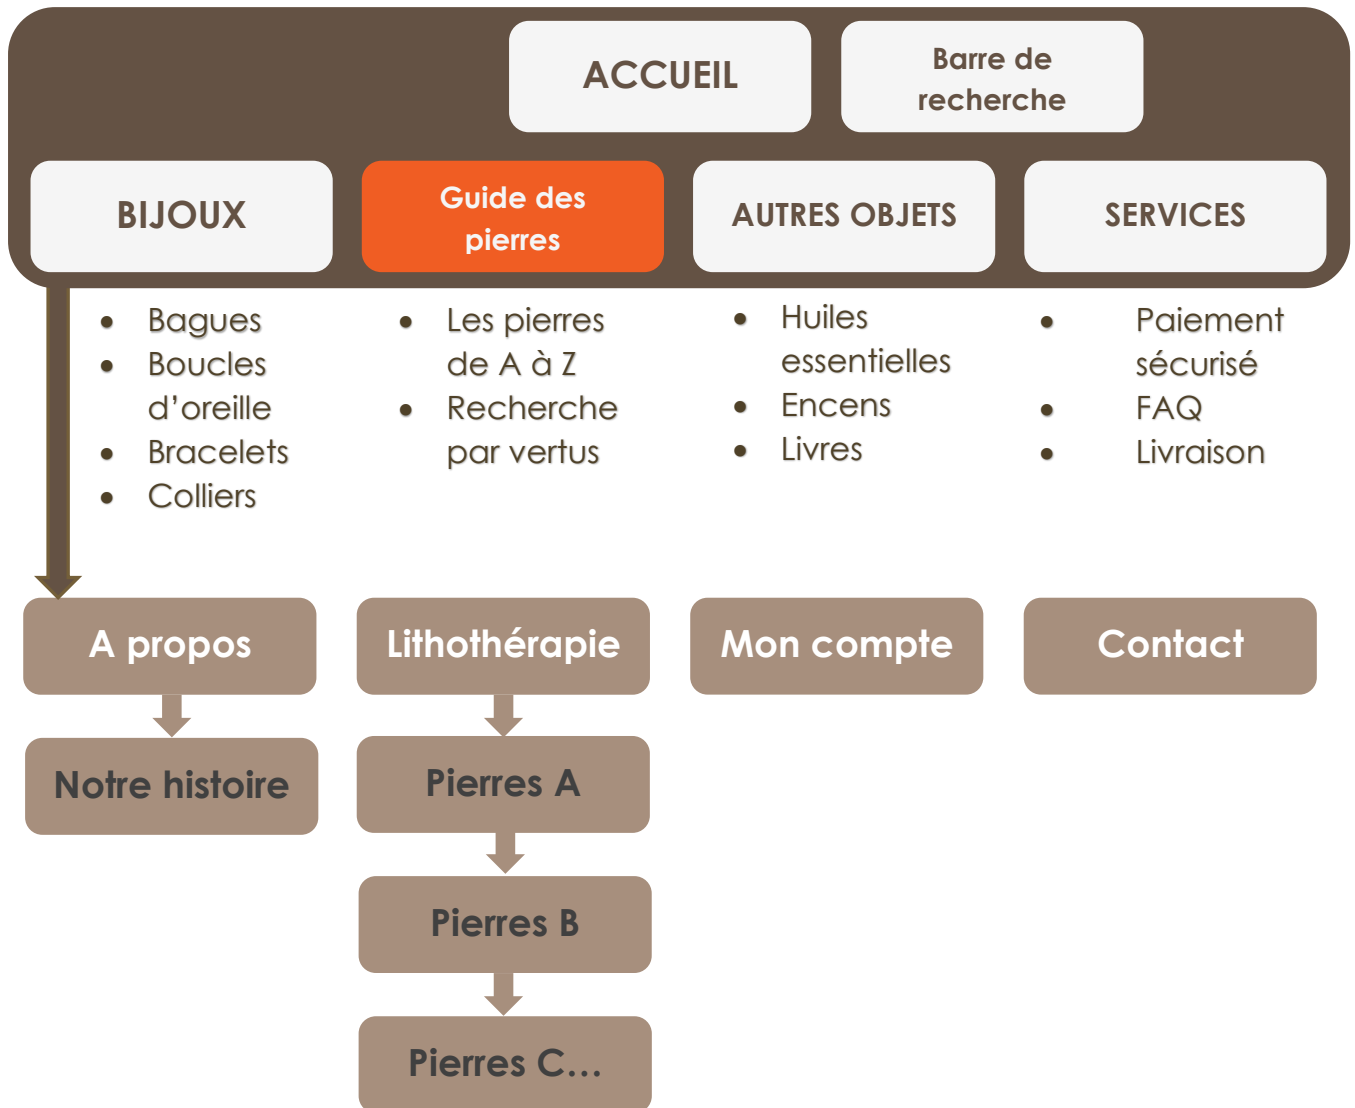 ACCUEIL
Barre de
recherche
BIJOUX
Guide des
pierres
AUTRES OBJETS
SERVICES
• Bagues
• Boucles
d’oreille
• Bracelets
• Colliers
• Les pierres
de A à Z
• Recherche
par vertus
• Huiles
essentielles
• Encens
• Livres
• Paiement
sécurisé
• FAQ
• Livraison
A propos
Lithothérapie
Mon compte
Contact
Notre histoire
Pierres A
Pierres B
Pierres C…